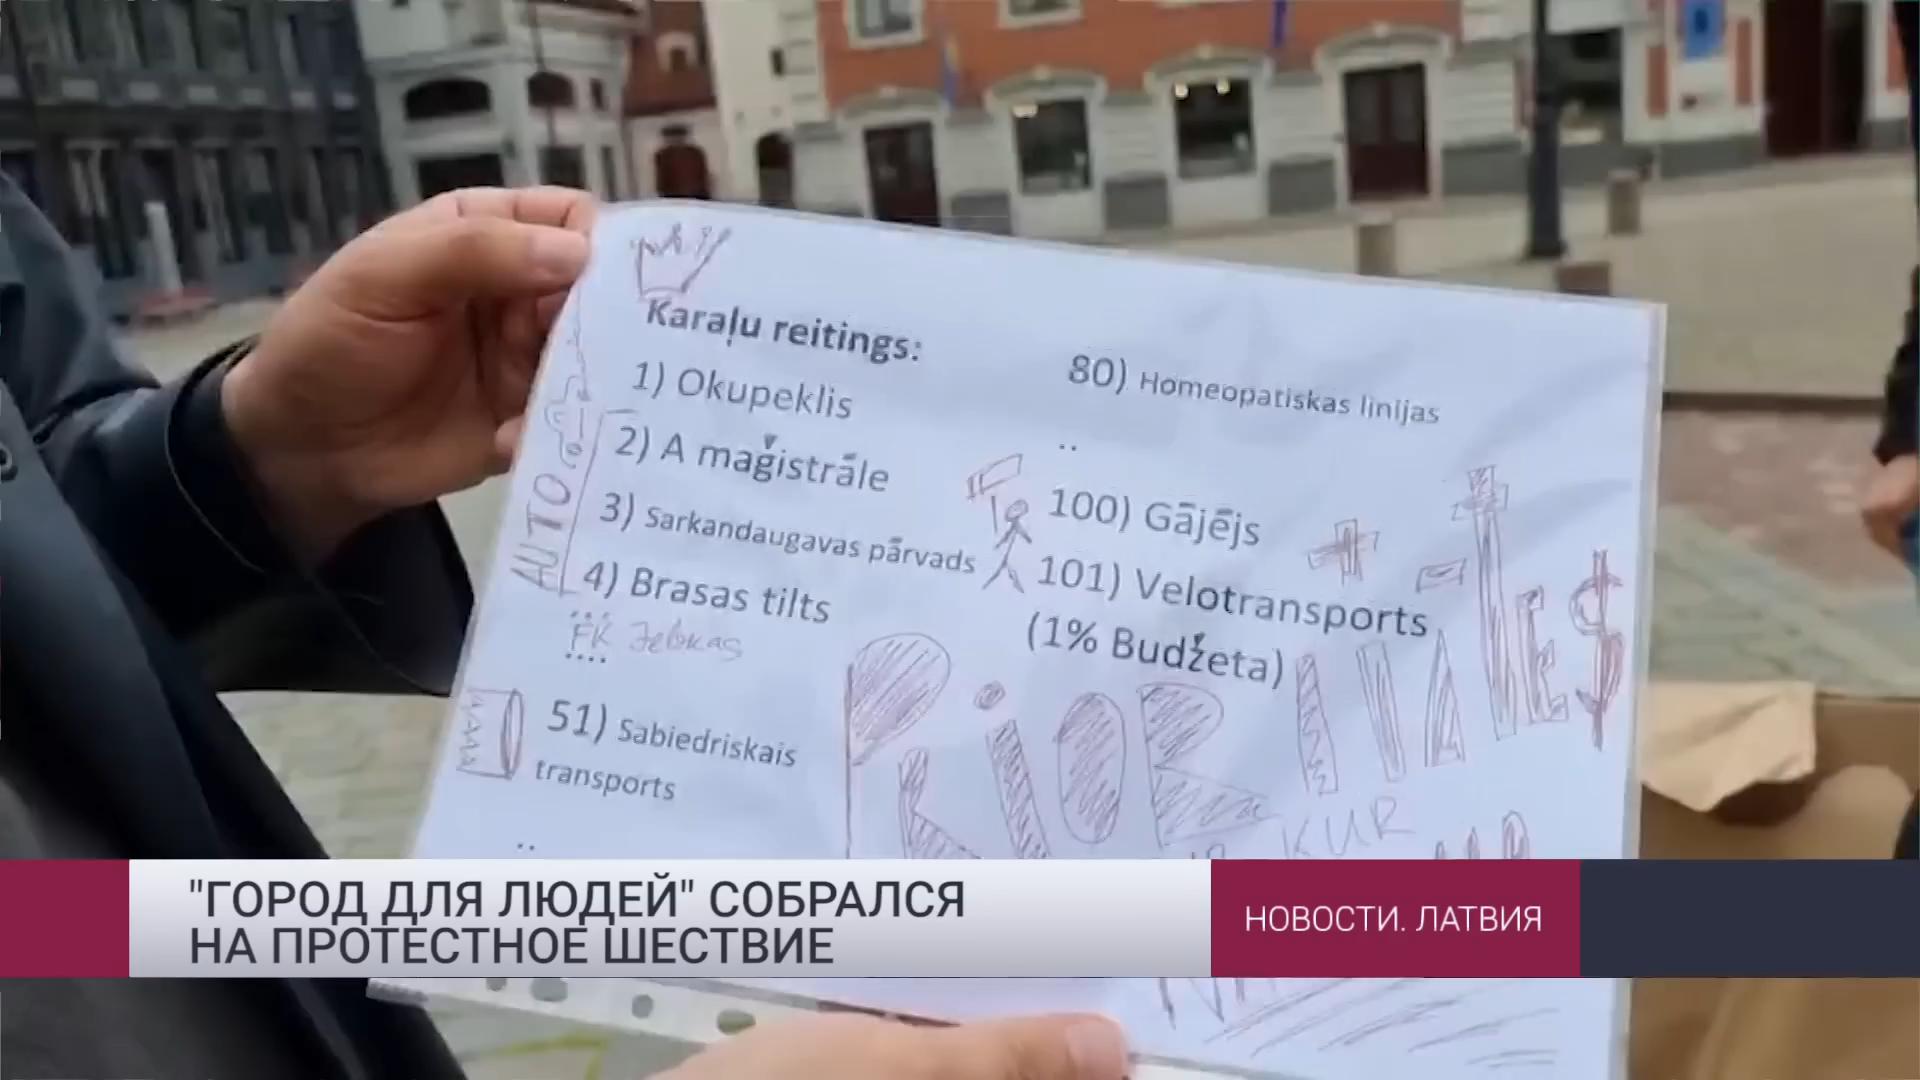 Karaļu reitings:
1) Okupeklis
2) A maģistrāle
3) Sarkandaugavas pārvads
4) Brasas tilts
FK
51) Sabiedriskais
transports
..
AUTO
80) Homeopatiskas linijas
..
100) Gājējs
101) Velotransports
(1% Budžeta)
PRiORITĀTES
KUR
"ГОРОД ДЛЯ ЛЮДЕЙ" СОБРАЛСЯ
НА ПРОТЕСТНОЕ ШЕСТВИЕ
НОВОСТИ. ЛАТВИЯ